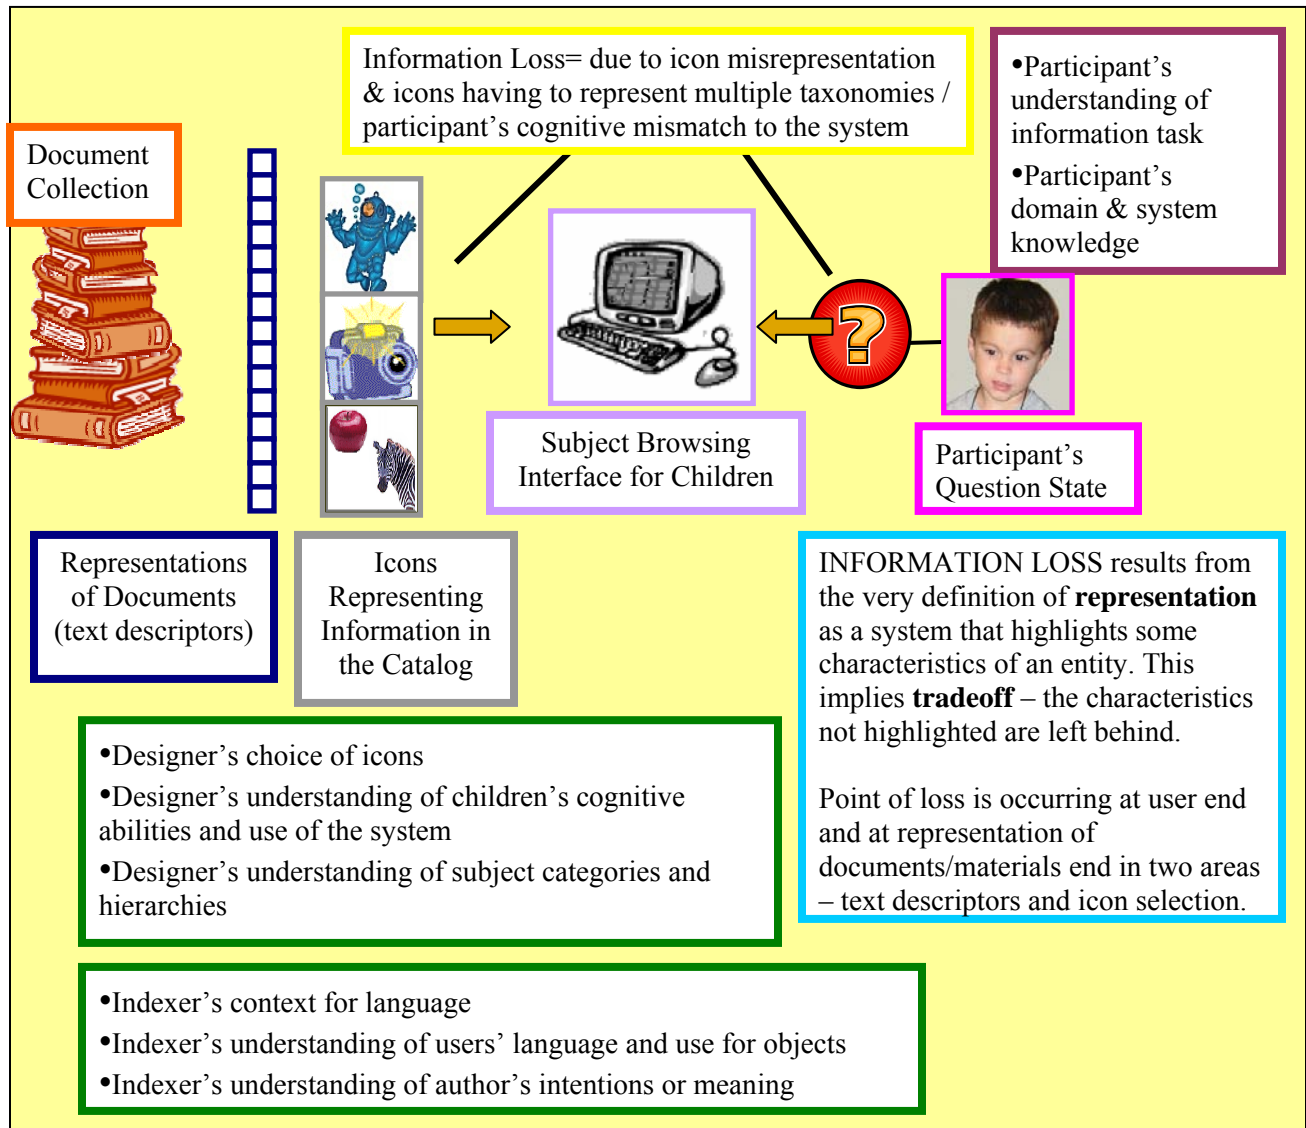 Information Loss= due to icon misrepresentation
& icons having to represent multiple taxonomies /
participant’s cognitive mismatch to the system
•Participant’s
understanding of
information task
•Participant’s
domain & system
knowledge
Document
Collection
?
Subject Browsing
Interface for Children
Participant’s
Question State
Representations
of Documents
(text descriptors)
Icons
Representing
Information in
the Catalog
INFORMATION LOSS results from
the very definition of representation
as a system that highlights some
characteristics of an entity. This
implies tradeoff – the characteristics
not highlighted are left behind.
Point of loss is occurring at user end
and at representation of
documents/materials end in two areas
– text descriptors and icon selection.
•Designer’s choice of icons
•Designer’s understanding of children’s cognitive
abilities and use of the system
•Designer’s understanding of subject categories and
hierarchies
•Indexer’s context for language
•Indexer’s understanding of users’ language and use for objects
•Indexer’s understanding of author’s intentions or meaning